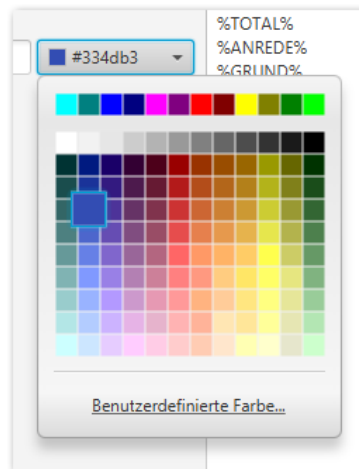 %TOTAL%
%ANREDE%
%GRUND%
#334db3
Benutzerdefinierte Farbe...